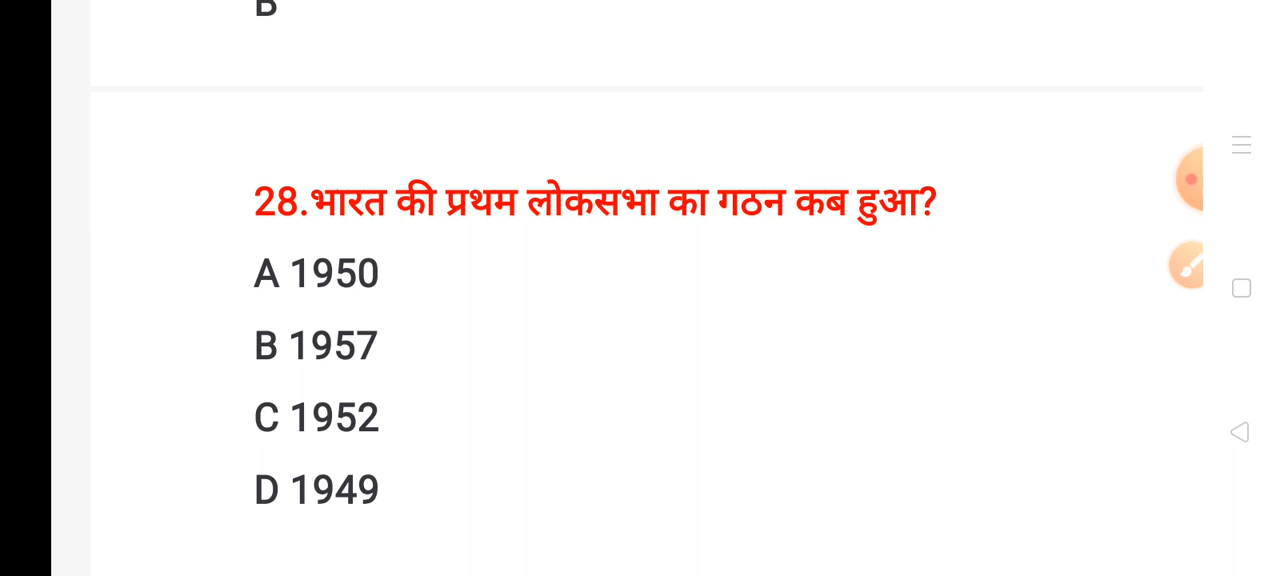 B
28.भारत की प्रथम लोकसभा का गठन कब हुआ?
A 1950
B 1957
C 1952
D 1949